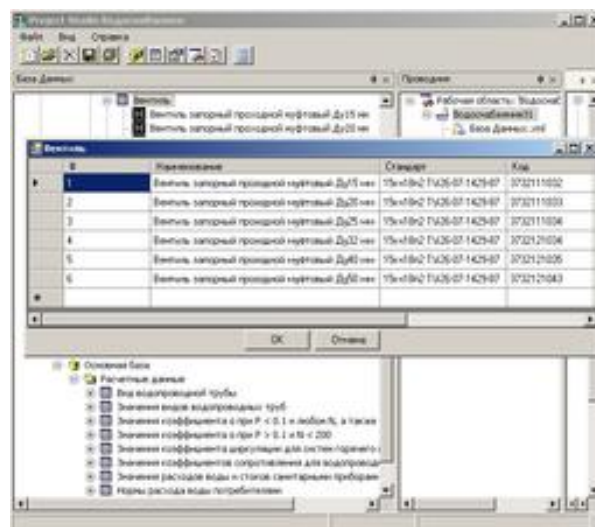 Project Studio Водоснабжение
Файл Вид Справка
База Данных
Проводник
Вентиль
Вентиль запорный проходной муфтовый Ду15 мм
Вентиль запорный проходной муфтовый Ду20 мм
Рабочая область: Водоснаб
Водоснабжение01
База Данных.xml
Вентиль
# Наименование Стандарт Код
1 Вентиль запорный проходной муфтовый Ду15 мм 3732111032
2 Вентиль запорный проходной муфтовый Ду20 мм 3732111033
3 Вентиль запорный проходной муфтовый Ду25 мм 3732111034
4 Вентиль запорный проходной муфтовый Ду32 мм 3732121034
5 Вентиль запорный проходной муфтовый Ду40 мм 3732121035
6 Вентиль запорный проходной муфтовый Ду50 мм 3732121043
OK Отмена
Основная база
Расчетные данные
Вид водопроводной трубы
Значения видов водопроводных труб
Значения коэффициента α при P < 0.1 и любом N, а также
Значения коэффициента α при P > 0.1 и N < 200
Значения коэффициента циркуляции для систем горячего
Значения коэффициентов сопротивления для водопровод
Значения расходов воды и стоков санитарными приборами
Нормы расхода воды потребителями